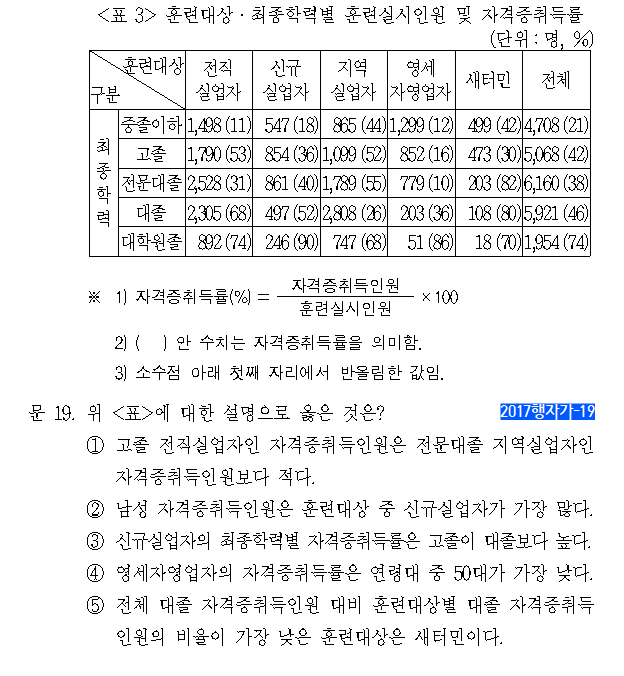 <표 3> 훈련대상·최종학력별 훈련실시인원 및 자격증취득률
(단위 : 명, %)
훈련대상 구분 전직실업자 신규실업자 지역실업자 영세자영업자 새터민 전체
최종학력
중졸이하 1,498 (11) 547 (18) 865 (44) 1,299 (12) 499 (42) 4,708 (21)
고졸 1,790 (53) 854 (36) 1,099 (52) 852 (16) 473 (30) 5,068 (42)
전문대졸 2,528 (31) 861 (40) 1,789 (55) 779 (10) 203 (82) 6,160 (38)
대졸 2,305 (68) 497 (52) 2,808 (26) 203 (36) 108 (80) 5,921 (46)
대학원졸 892 (74) 246 (90) 747 (68) 51 (86) 18 (70) 1,954 (74)
※ 1) 자격증취득률(%) = 자격증취득인원 / 훈련실시인원 × 100
2) ( ) 안 수치는 자격증취득률을 의미함.
3) 소수점 아래 첫째 자리에서 반올림한 값임.
문 19. 위 <표>에 대한 설명으로 옳은 것은? 2017행자가-19
① 고졸 전직실업자인 자격증취득인원은 전문대졸 지역실업자인
자격증취득인원보다 적다.
② 남성 자격증취득인원은 훈련대상 중 신규실업자가 가장 많다.
③ 신규실업자의 최종학력별 자격증취득률은 고졸이 대졸보다 높다.
④ 영세자영업자의 자격증취득률은 연령대 중 50대가 가장 낮다.
⑤ 전체 대졸 자격증취득인원 대비 훈련대상별 대졸 자격증취득
인원의 비율이 가장 낮은 훈련대상은 새터민이다.